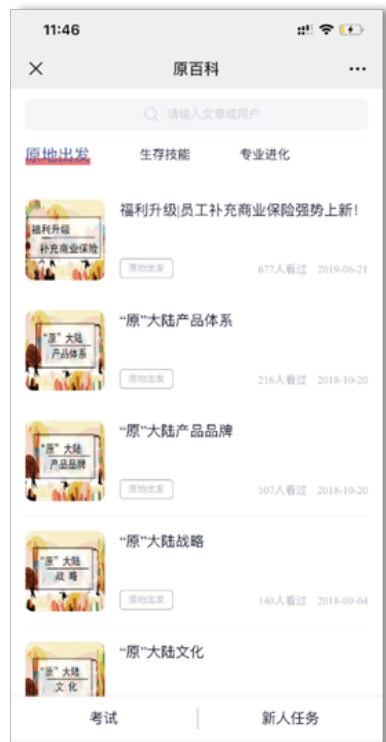 11:46
原百科
请输入文章或用户
原地出发 生存技能 专业进化
福利升级
补充商业保险
福利升级|员工补充商业保险强势上新!
原地出发
677人看过 2019-06-21
“原”大陆
产品体系
“原”大陆产品体系
原地出发
216人看过 2018-10-20
“原”大陆
产品品牌
“原”大陆产品品牌
原地出发
107人看过 2018-10-20
“原”大陆
战 略
“原”大陆战略
原地出发
140人看过 2018-09-04
“原”大陆
文 化
“原”大陆文化
考试 新人任务